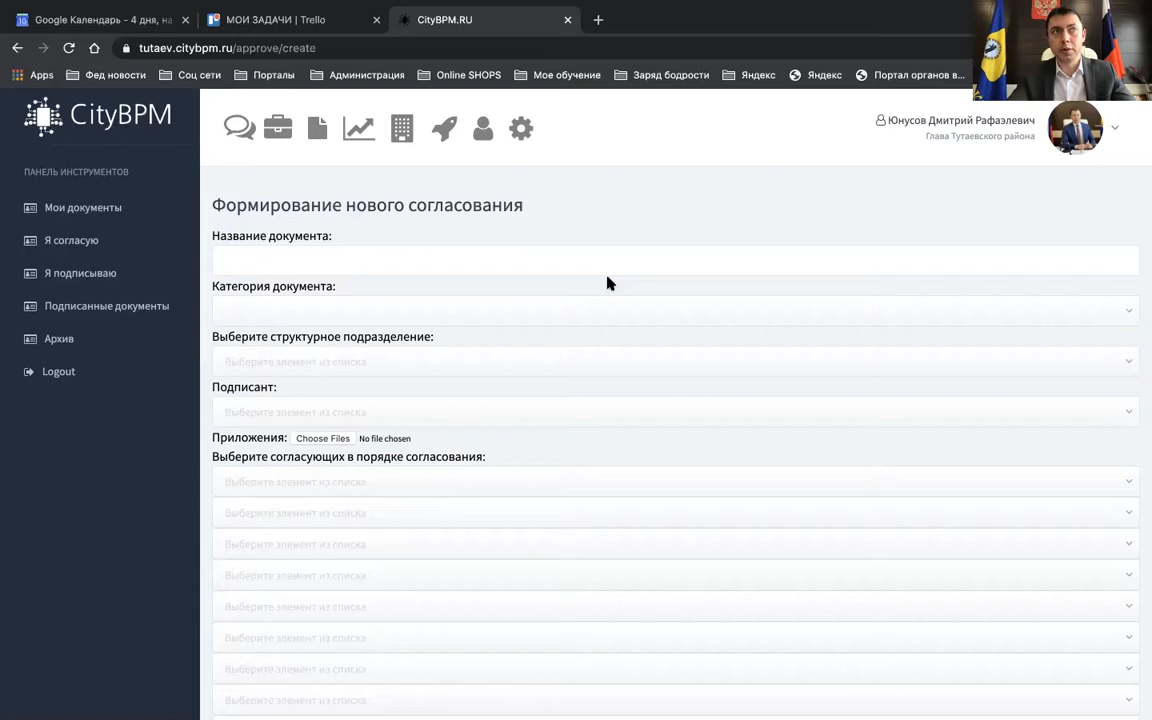 Google Календарь - 4 дня, на
МОИ ЗАДАЧИ | Trello
CityBPM.RU
tutaev.citybpm.ru/approve/create
Apps
Фед новости
Соц сети
Порталы
Администрация
Online SHOPS
Мое обучение
Заряд бодрости
Яндекс
Яндекс
Портал органов в...
CityBPM
Юнусов Дмитрий Рафаэлевич
Глава Тутаевского района
ПАНЕЛЬ ИНСТРУМЕНТОВ
Мои документы
Я согласую
Я подписываю
Подписанные документы
Архив
Logout
Формирование нового согласования
Название документа:
Категория документа:
Выберите структурное подразделение:
Выберите элемент из списка
Подписант:
Выберите элемент из списка
Приложения: Choose Files No file chosen
Выберите согласующих в порядке согласования:
Выберите элемент из списка
Выберите элемент из списка
Выберите элемент из списка
Выберите элемент из списка
Выберите элемент из списка
Выберите элемент из списка
Выберите элемент из списка
Выберите элемент из списка